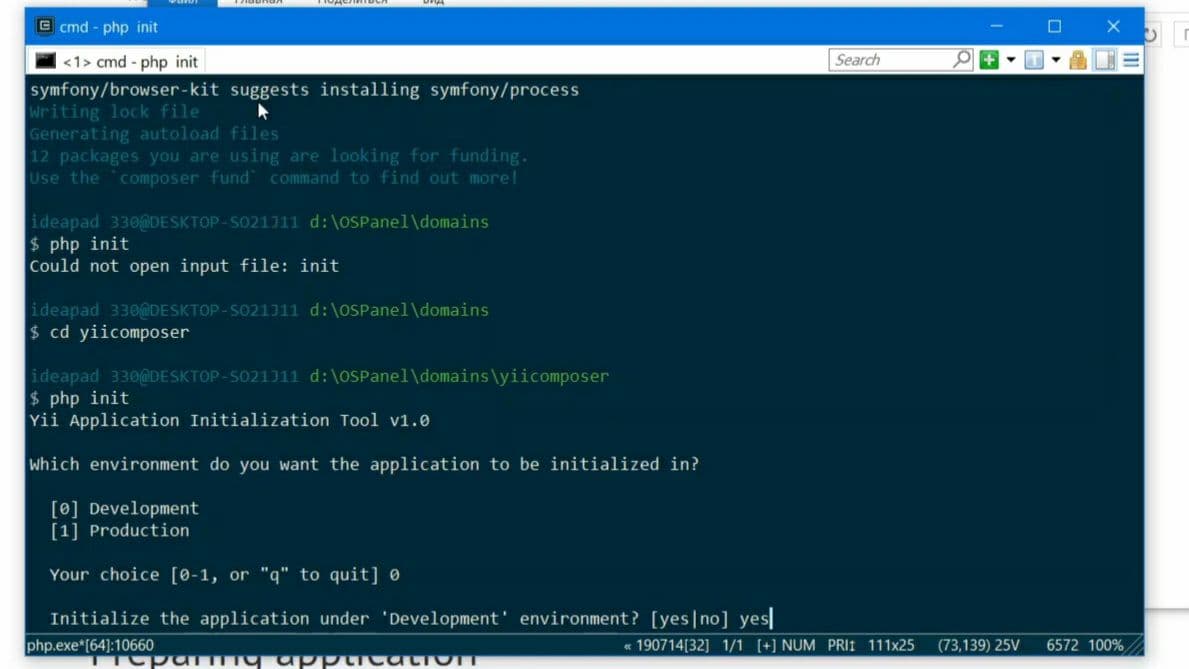 Файл Главная Поделиться Вид
cmd - php init
<1> cmd - php init
Search
symfony/browser-kit suggests installing symfony/process
Writing lock file
Generating autoload files
12 packages you are using are looking for funding.
Use the `composer fund` command to find out more!
ideapad 330@DESKTOP-SO21J11 d:\OSPanel\domains
$ php init
Could not open input file: init
ideapad 330@DESKTOP-SO21J11 d:\OSPanel\domains
$ cd yiicomposer
ideapad 330@DESKTOP-SO21J11 d:\OSPanel\domains\yiicomposer
$ php init
Yii Application Initialization Tool v1.0
Which environment do you want the application to be initialized in?
[0] Development
[1] Production
Your choice [0-1, or "q" to quit] 0
Initialize the application under 'Development' environment? [yes|no] yes
php.exe*[64]:10660
« 190714[32] 1/1 [+] NUM PRI↕ 111x25 (73,139) 25V 6572 100%
Preparing application